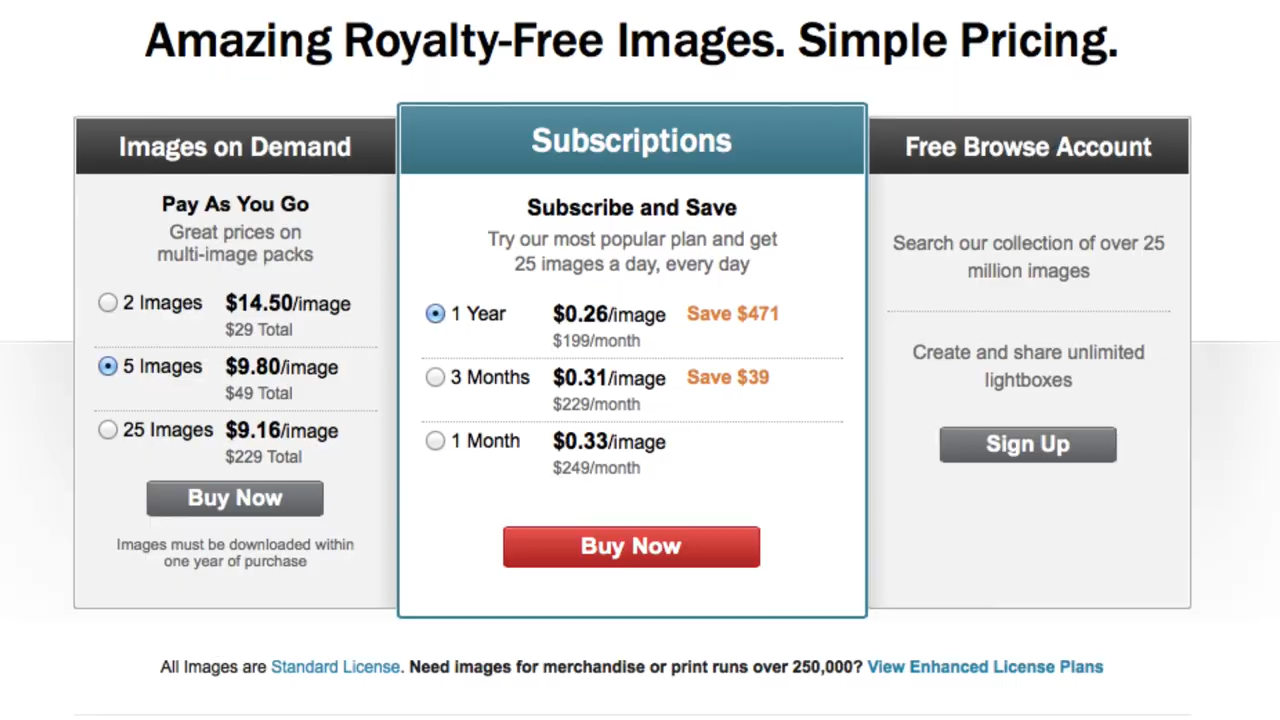 Amazing Royalty-Free Images. Simple Pricing.
Images on Demand
Pay As You Go
Great prices on
multi-image packs
2 Images $14.50/image
$29 Total
5 Images $9.80/image
$49 Total
25 Images $9.16/image
$229 Total
Buy Now
Images must be downloaded within
one year of purchase
Subscriptions
Subscribe and Save
Try our most popular plan and get
25 images a day, every day
1 Year $0.26/image Save $471
$199/month
3 Months $0.31/image Save $39
$229/month
1 Month $0.33/image
$249/month
Buy Now
Free Browse Account
Search our collection of over 25
million images
Create and share unlimited
lightboxes
Sign Up
All Images are Standard License. Need images for merchandise or print runs over 250,000? View Enhanced License Plans